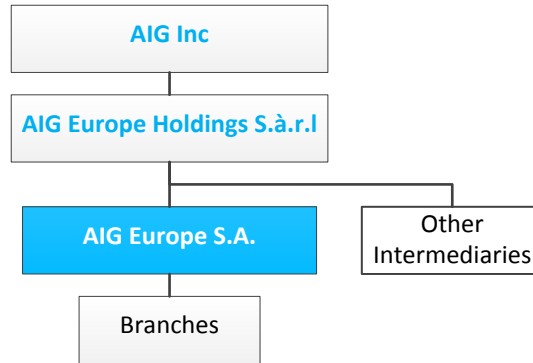 AIG Inc
AIG Europe Holdings S.à.r.l
AIG Europe S.A.
Other
Intermediaries
Branches